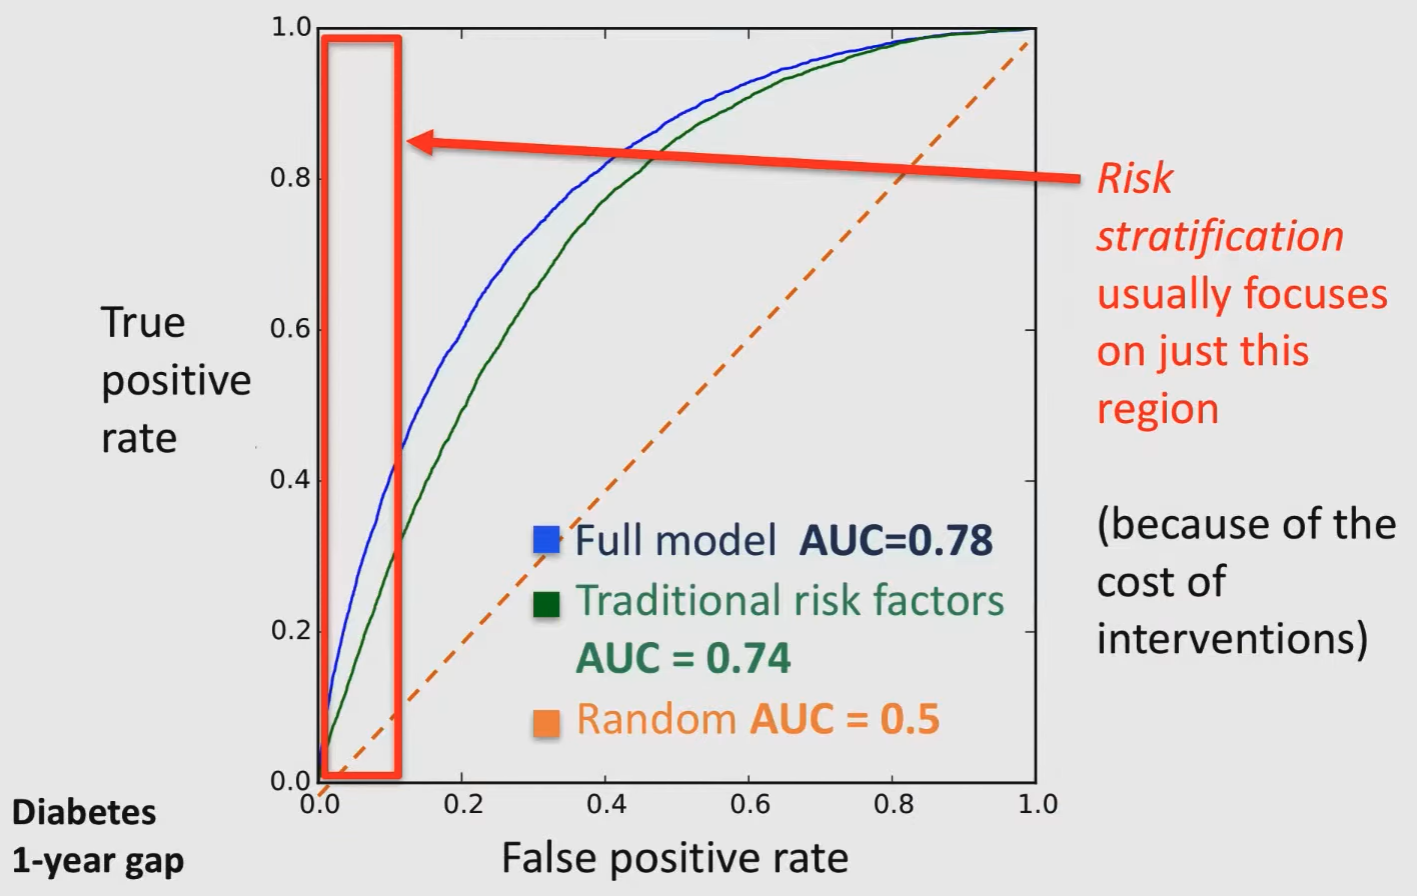 1.0
0.8
0.6
0.4
0.2
0.0
True
positive
rate
Full model AUC=0.78
Traditional risk factors
AUC = 0.74
Random AUC = 0.5
0.0 0.2 0.4 0.6 0.8 1.0
False positive rate
Diabetes
1-year gap
Risk
stratification
usually focuses
on just this
region
(because of the
cost of
interventions)